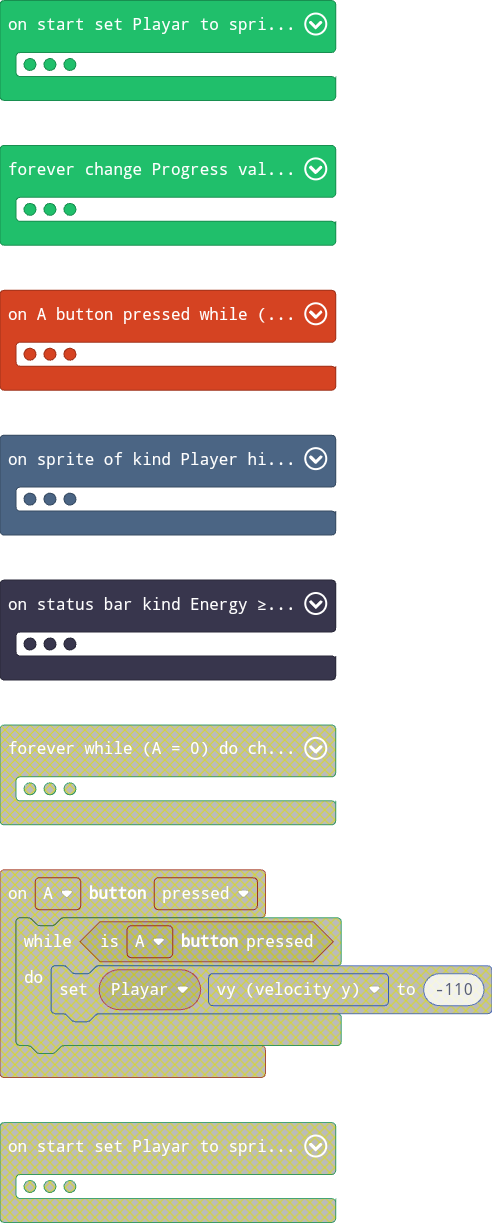 on start set Playar to spri...
forever change Progress val...
on A button pressed while (...
on sprite of kind Player hi...
on status bar kind Energy ≥...
forever while (A = 0) do ch...
on A button pressed
while is A button pressed
do set Playar vy (velocity y) to -110
on start set Playar to spri...